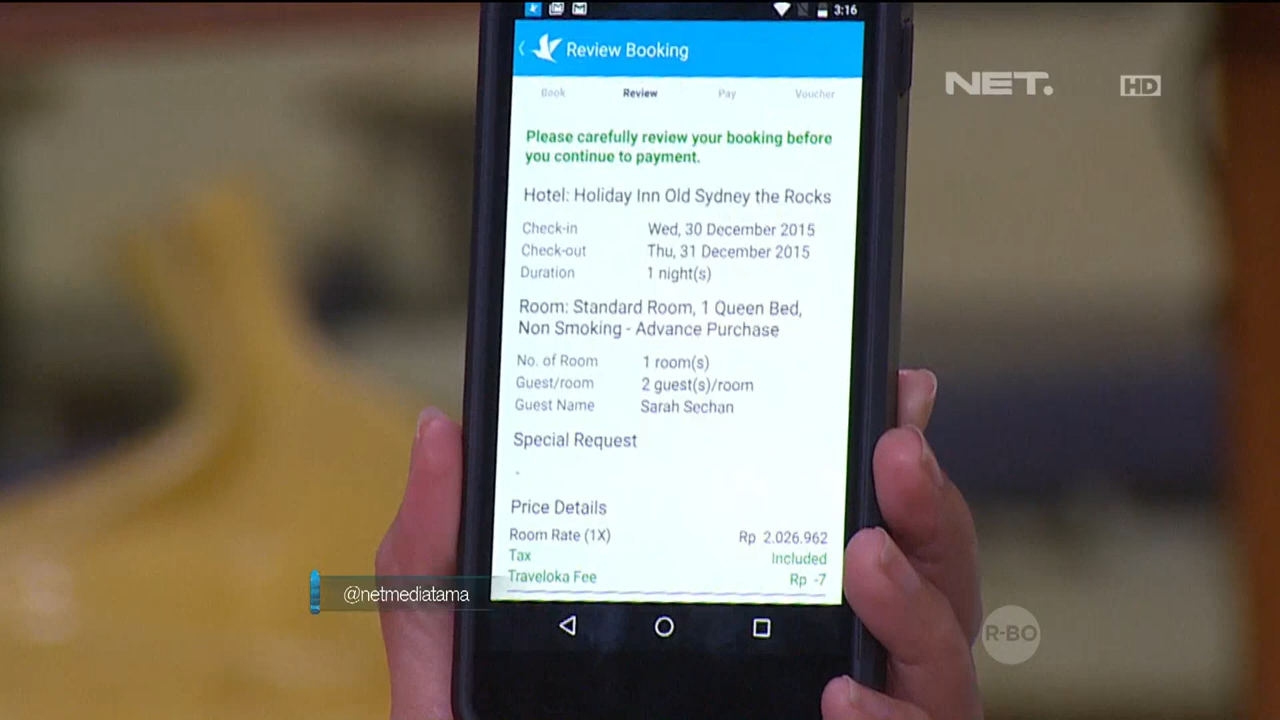 3:16
Review Booking
NET.
HD
Book Review Pay Voucher
Please carefully review your booking before
you continue to payment.
Hotel: Holiday Inn Old Sydney the Rocks
Check-in Wed, 30 December 2015
Check-out Thu, 31 December 2015
Duration 1 night(s)
Room: Standard Room, 1 Queen Bed,
Non Smoking - Advance Purchase
No. of Room 1 room(s)
Guest/room 2 guest(s)/room
Guest Name Sarah Sechan
Special Request
-
Price Details
Room Rate (1X) Rp 2.026.962
Tax Included
Traveloka Fee Rp -7
@netmediatama
R-BO